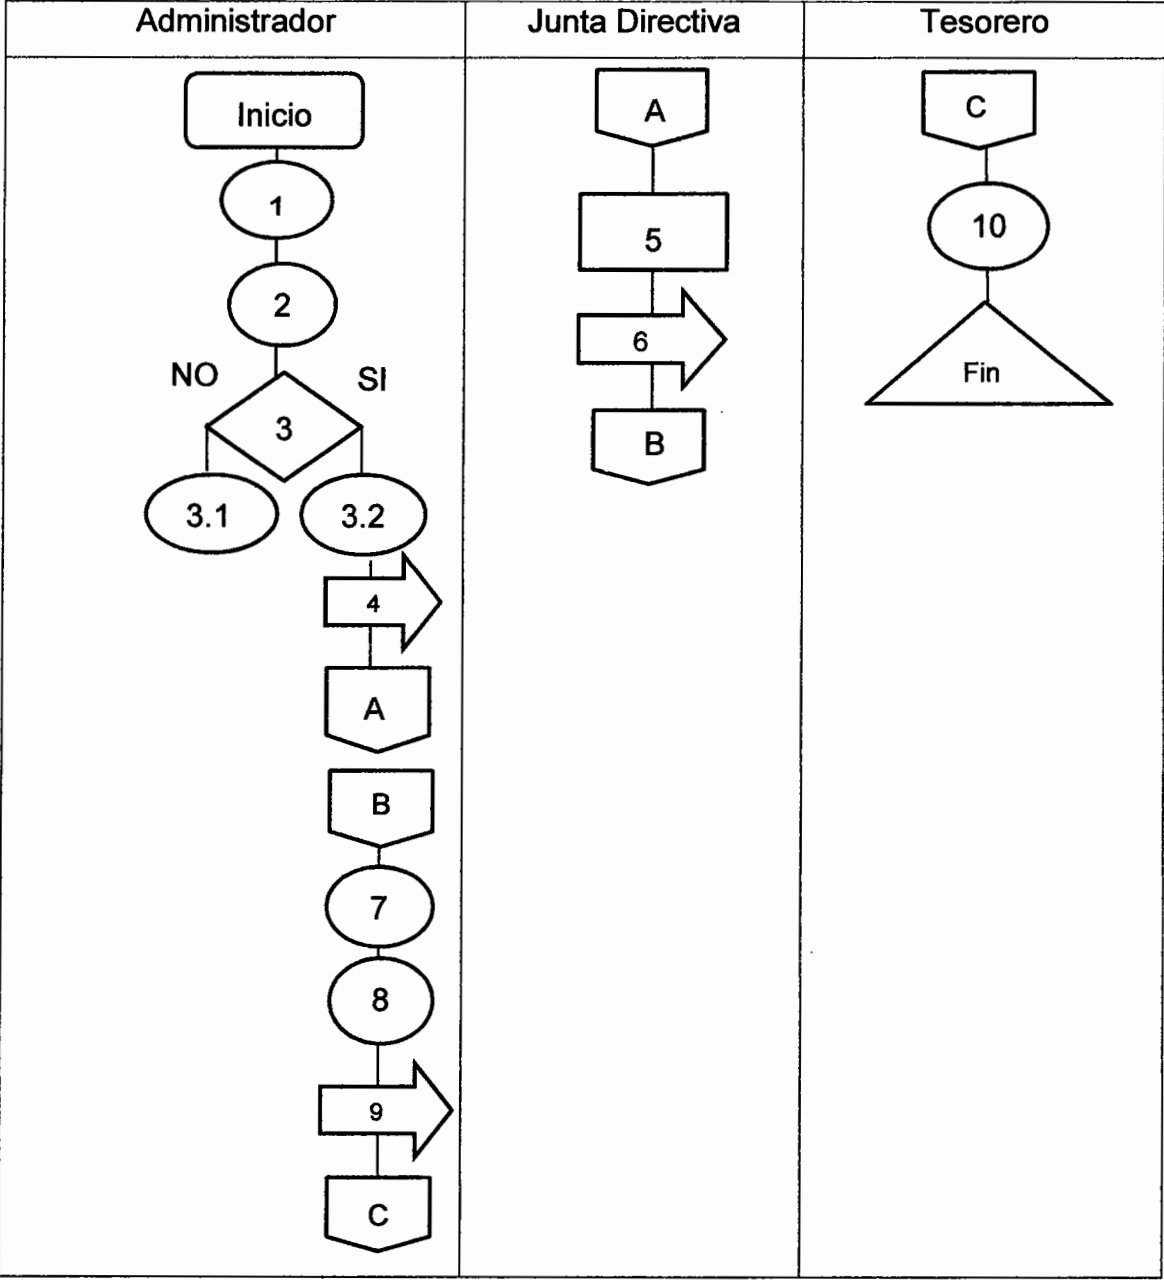 Administrador
Junta Directiva
Tesorero
Inicio
1
2
NO
SI
3
3.1
3.2
4
A
B
7
8
9
C
A
5
6
B
C
10
Fin